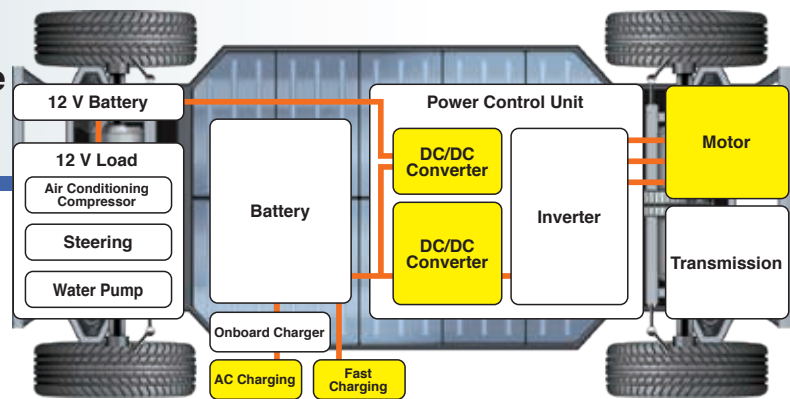 e
12 V Battery
12 V Load
Air Conditioning
Compressor
Steering
Water Pump
Battery
Onboard Charger
AC Charging
Fast
Charging
Power Control Unit
DC/DC
Converter
DC/DC
Converter
Inverter
Motor
Transmission